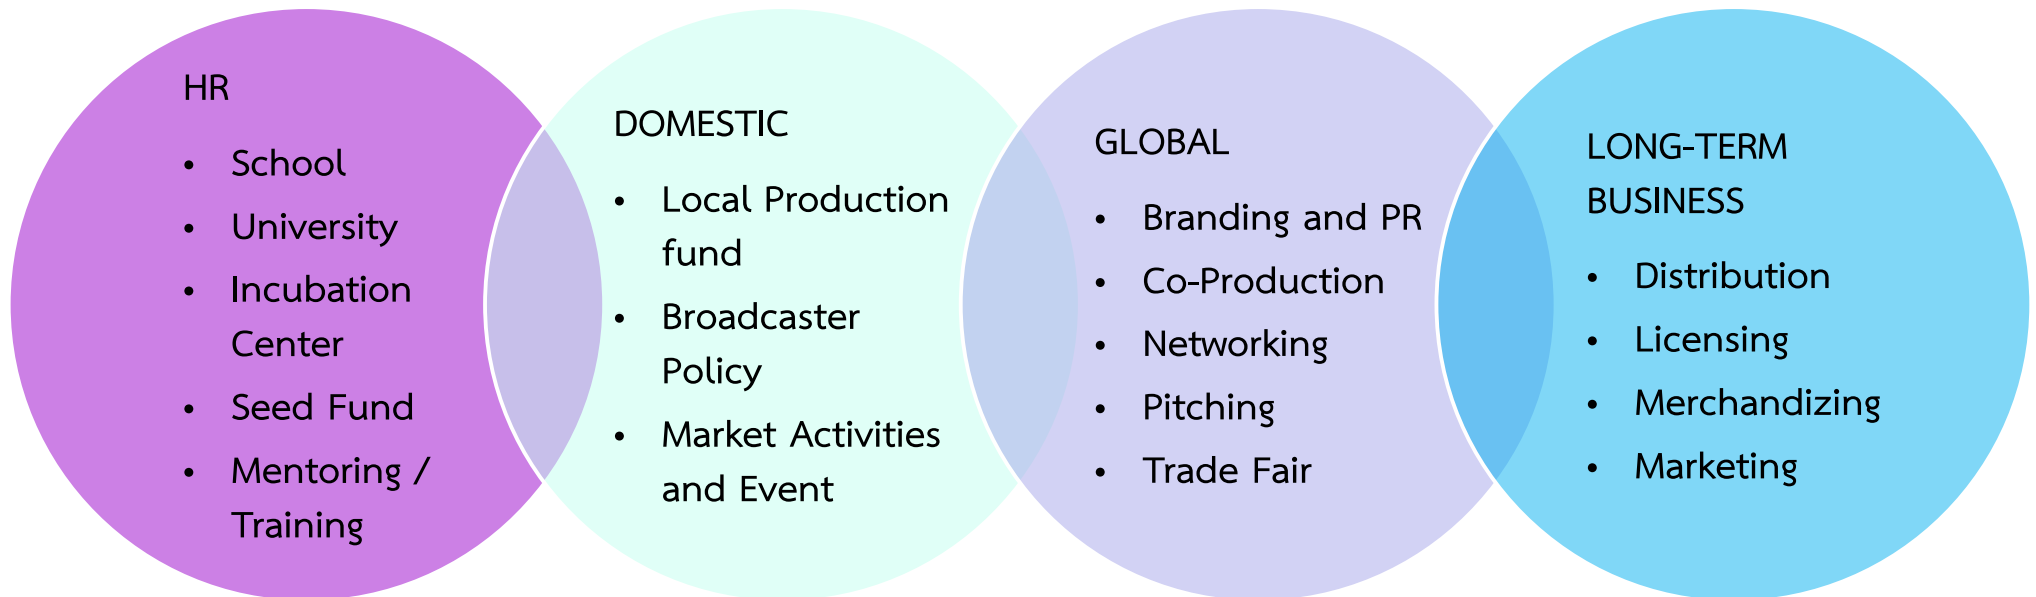 HR
• School
• University
• Incubation
Center
• Seed Fund
• Mentoring /
Training
DOMESTIC
• Local Production
fund
• Broadcaster
Policy
• Market Activities
and Event
GLOBAL
• Branding and PR
• Co-Production
• Networking
• Pitching
• Trade Fair
LONG-TERM
BUSINESS
• Distribution
• Licensing
• Merchandizing
• Marketing